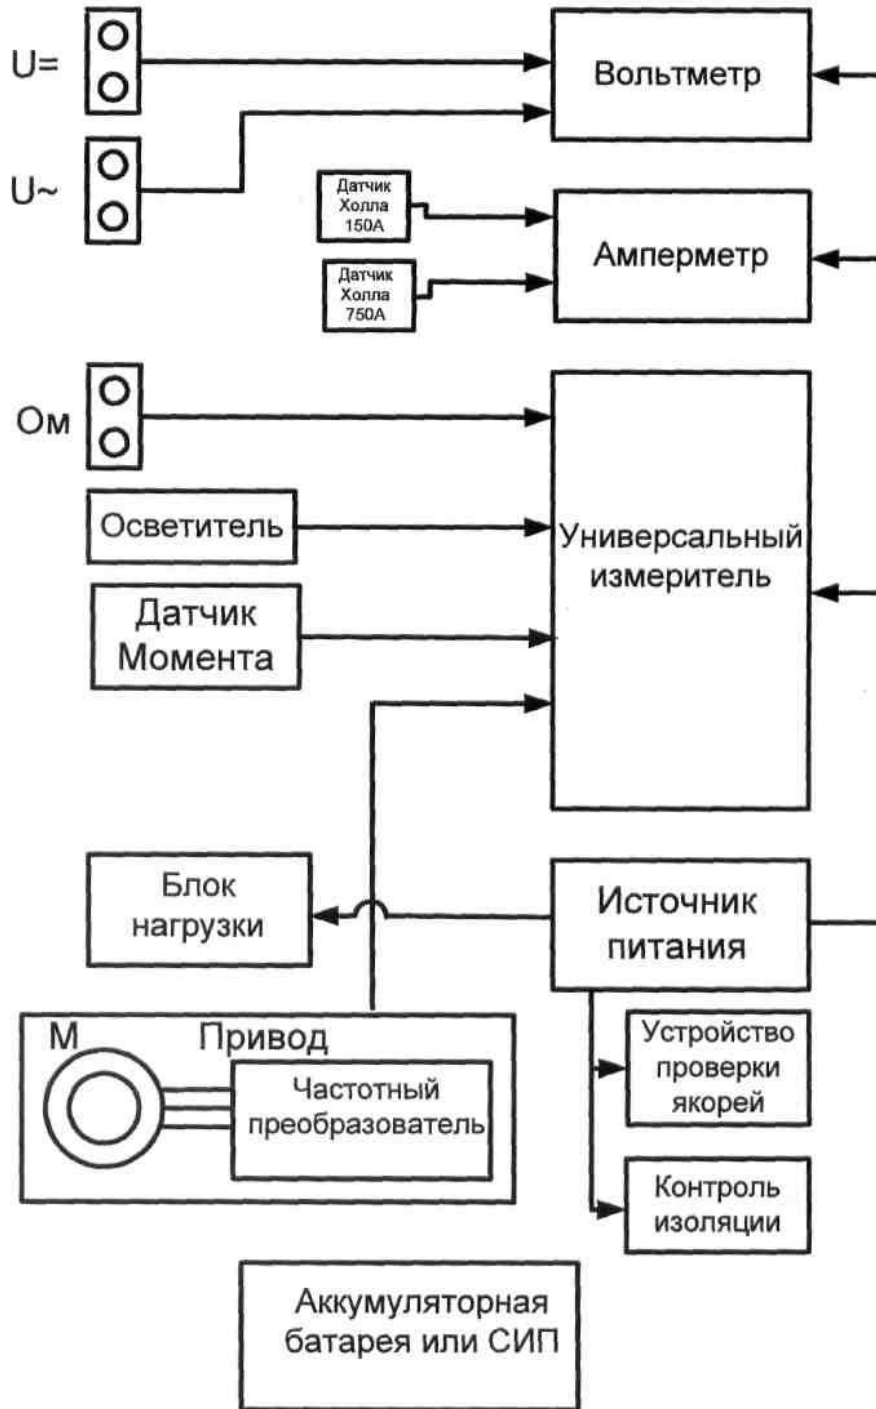 U=
Вольтметр
U~
Датчик
Холла
150А
Амперметр
Датчик
Холла
750А
Ом
Осветитель
Универсальный
измеритель
Датчик
Момента
Блок
нагрузки
Источник
питания
М
Привод
Частотный
преобразователь
Устройство
проверки
якорей
Контроль
изоляции
Аккумуляторная
батарея или СИП